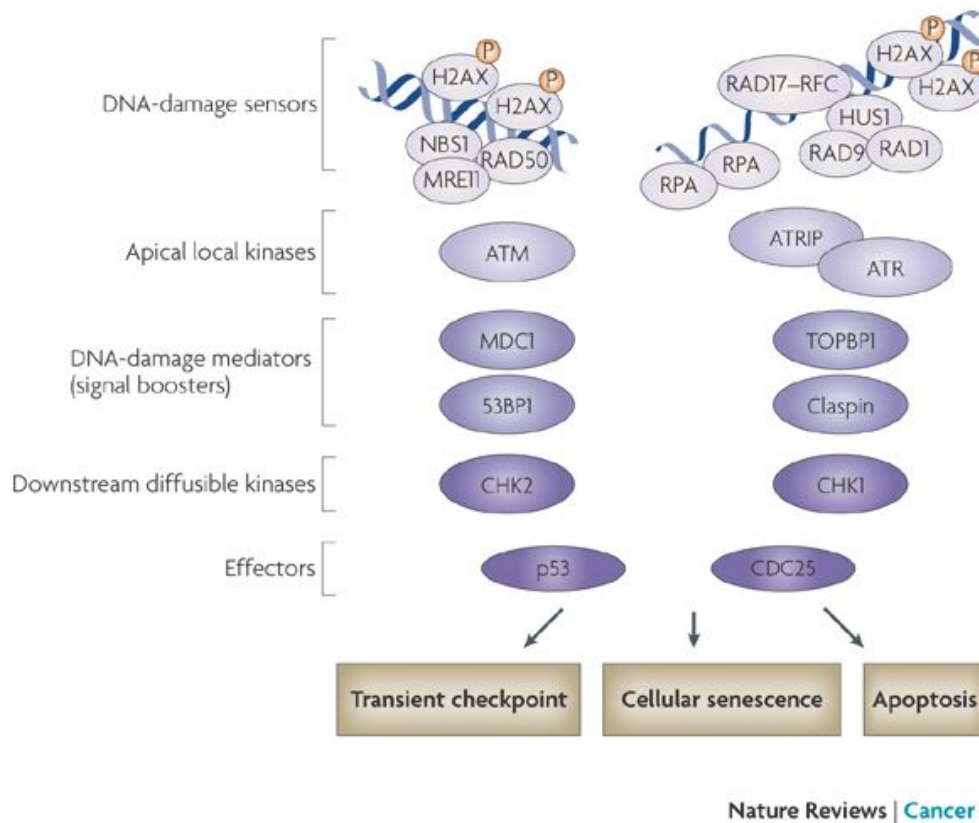 DNA-damage sensors
P
H2AX
P
H2AX
NBS1
RAD50
MRE11
P
H2AX
P
H2AX
RAD17–RFC
HUS1
RAD9
RAD1
RPA
RPA
Apical local kinases
ATM
ATRIP
ATR
DNA-damage mediators
(signal boosters)
MDC1
TOPBP1
53BP1
Claspin
Downstream diffusible kinases
CHK2
CHK1
Effectors
p53
CDC25
Transient checkpoint
Cellular senescence
Apoptosis
Nature Reviews | Cancer